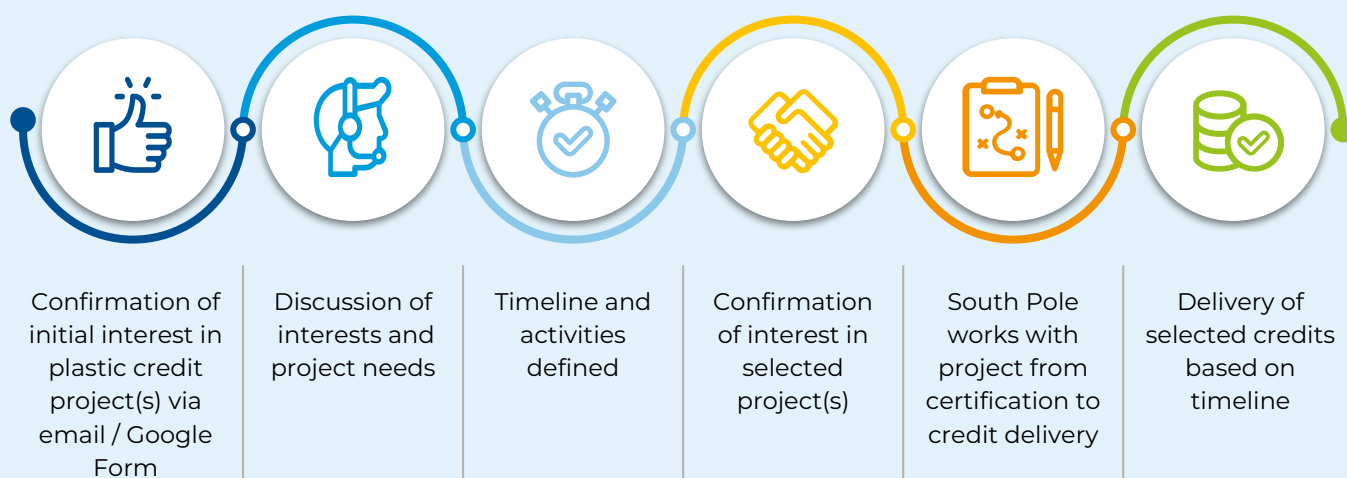 Confirmation of
initial interest in
plastic credit
project(s) via
email / Google
Form
Discussion of
interests and
project needs
Timeline and
activities
defined
Confirmation
of interest in
selected
project(s)
South Pole
works with
project from
certification to
credit delivery
Delivery of
selected credits
based on
timeline